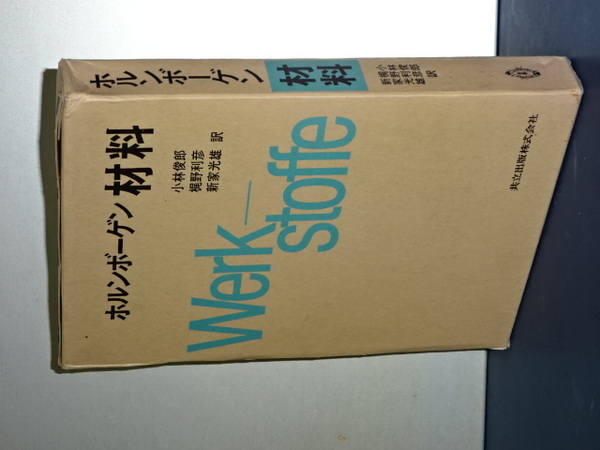 ホルンボーゲン 材料
小林俊郎
梶野利彦
新家光雄 訳
Werk—
stoffe
共立出版株式会社
ホルンボーゲン
材料
小林俊郎
梶野利彦
新家光雄 訳